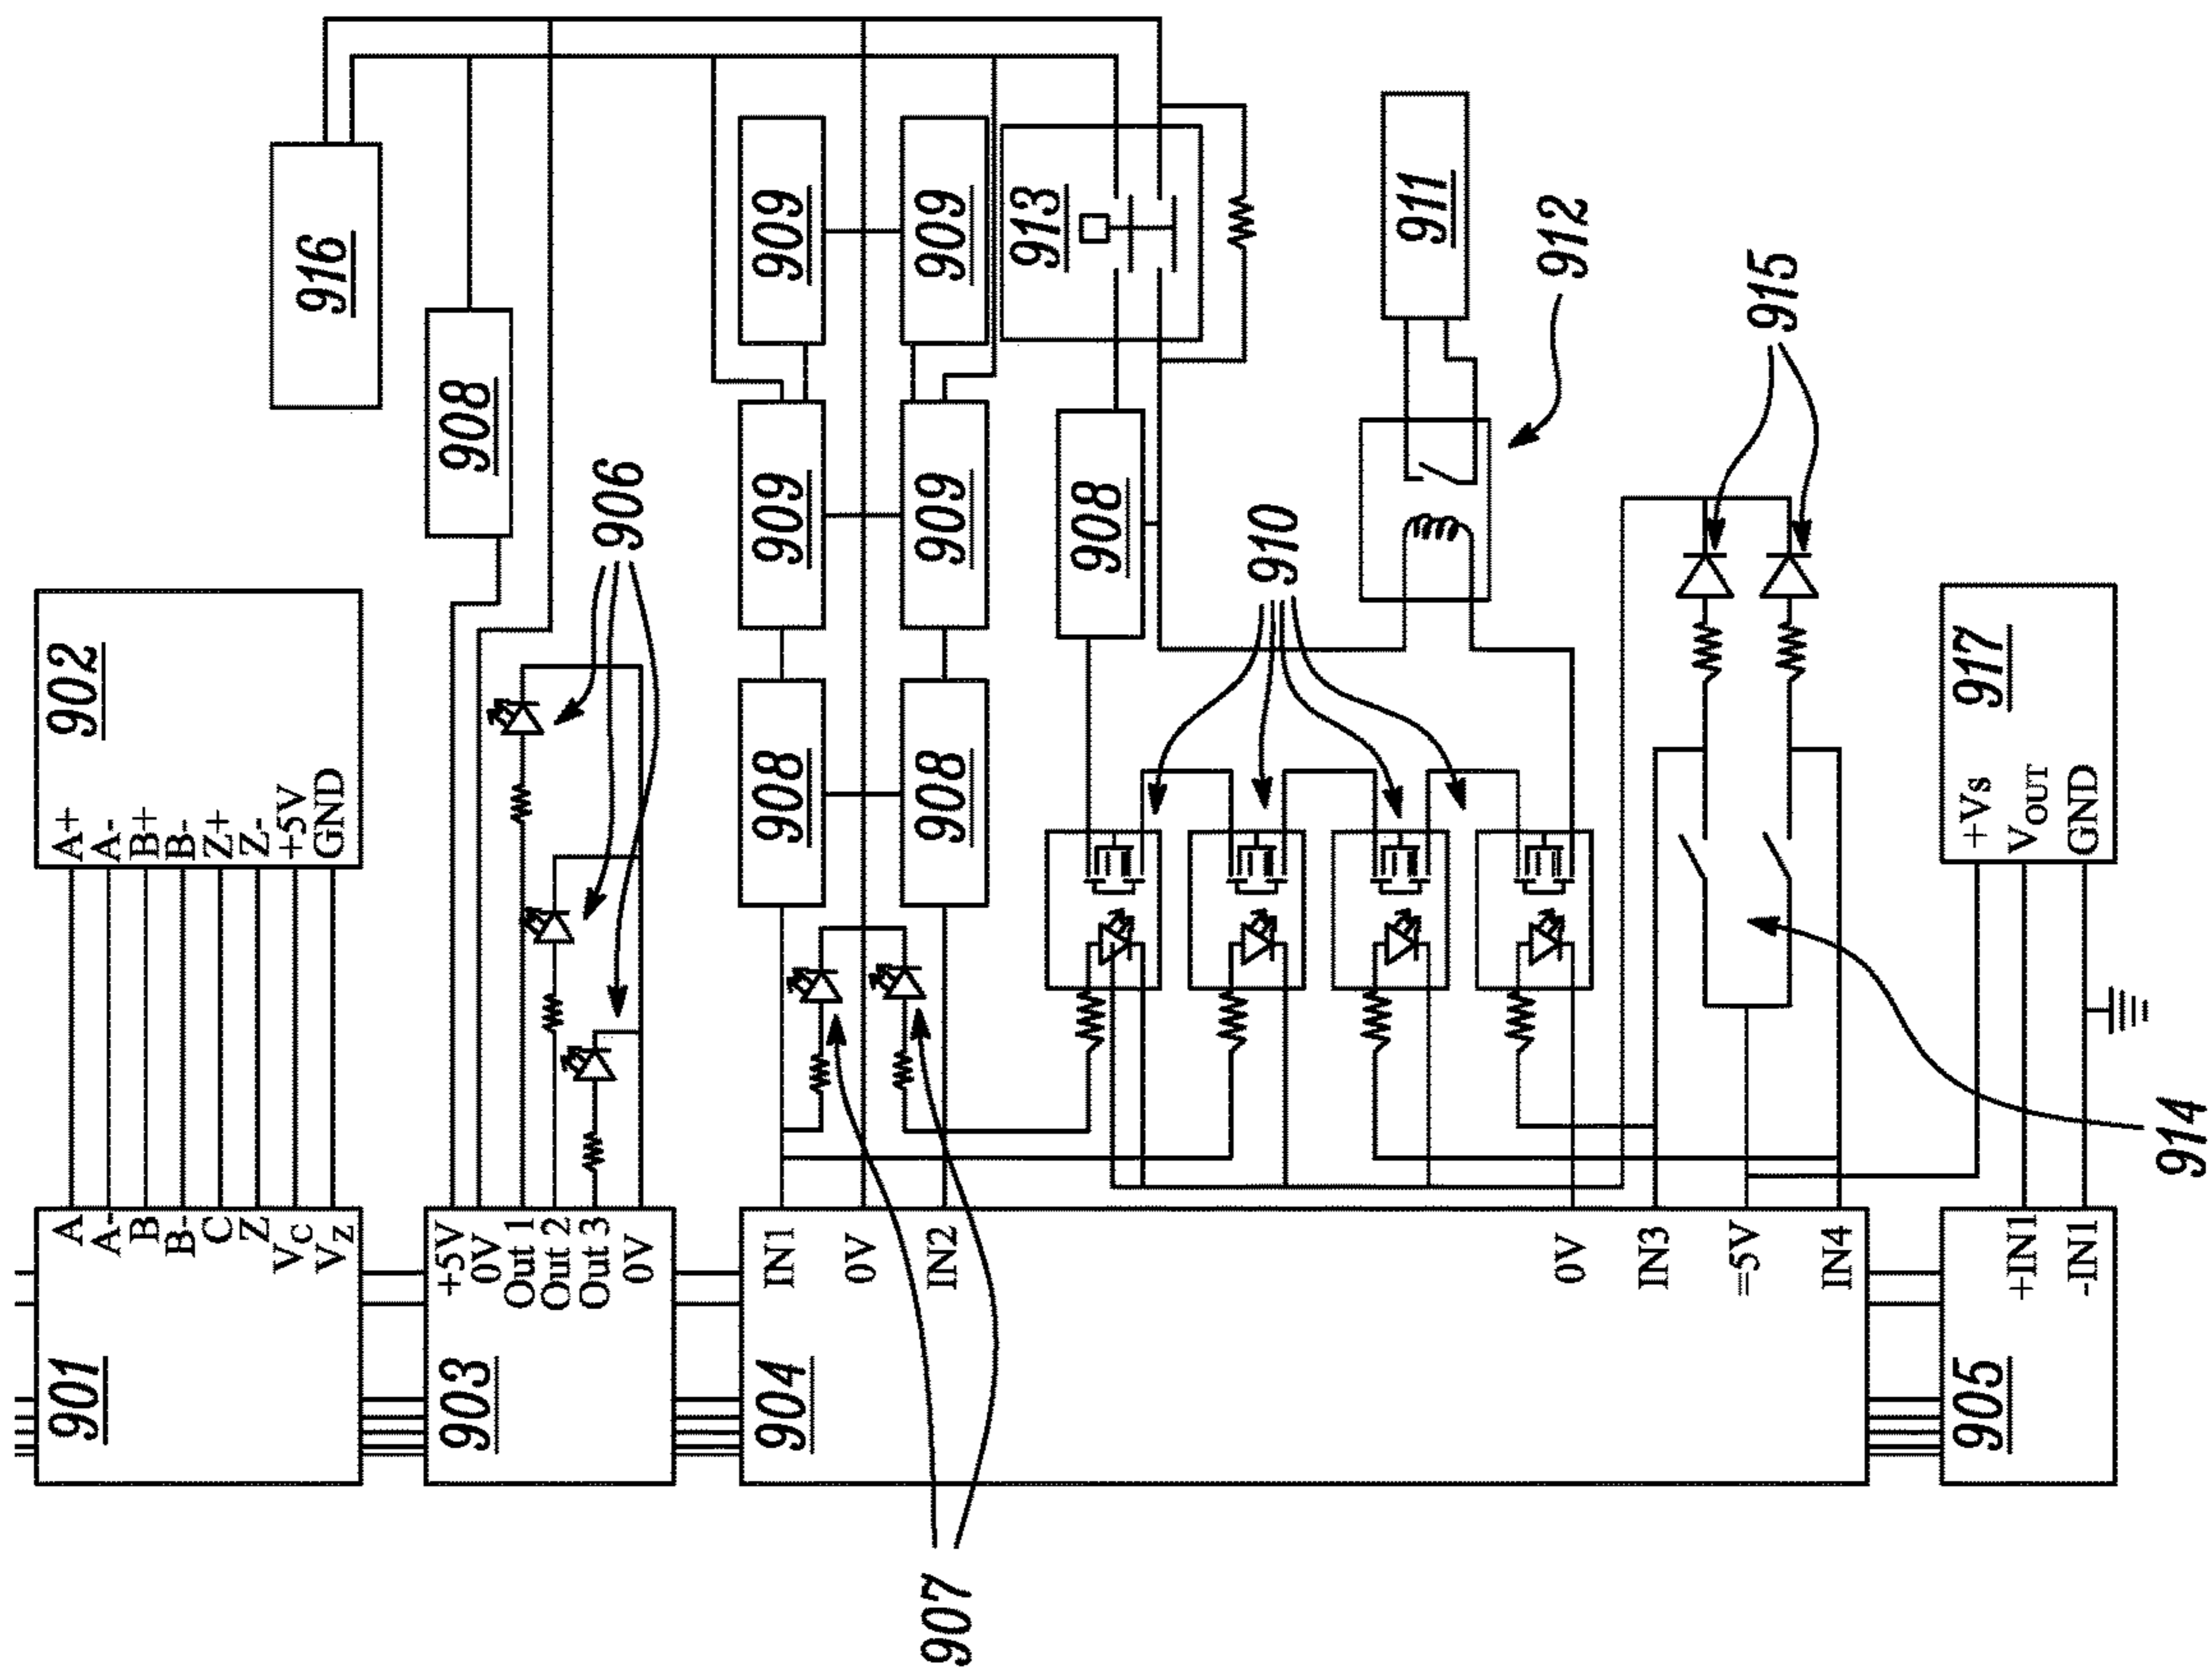 901
A
A-
B
B-
C
Z
VC
VZ
902
A+
A-
B+
B-
Z+
Z-
+5V
GND
903
+5V
0V
Out 1
Out 2
Out 3
0V
908
916
906
904
IN1
0V
IN2
0V
IN3
=5V
IN4
908
909
909
908
909
909
907
913
908
910
911
912
915
914
905
+IN1
-IN1
917
+Vs
VOUT
GND